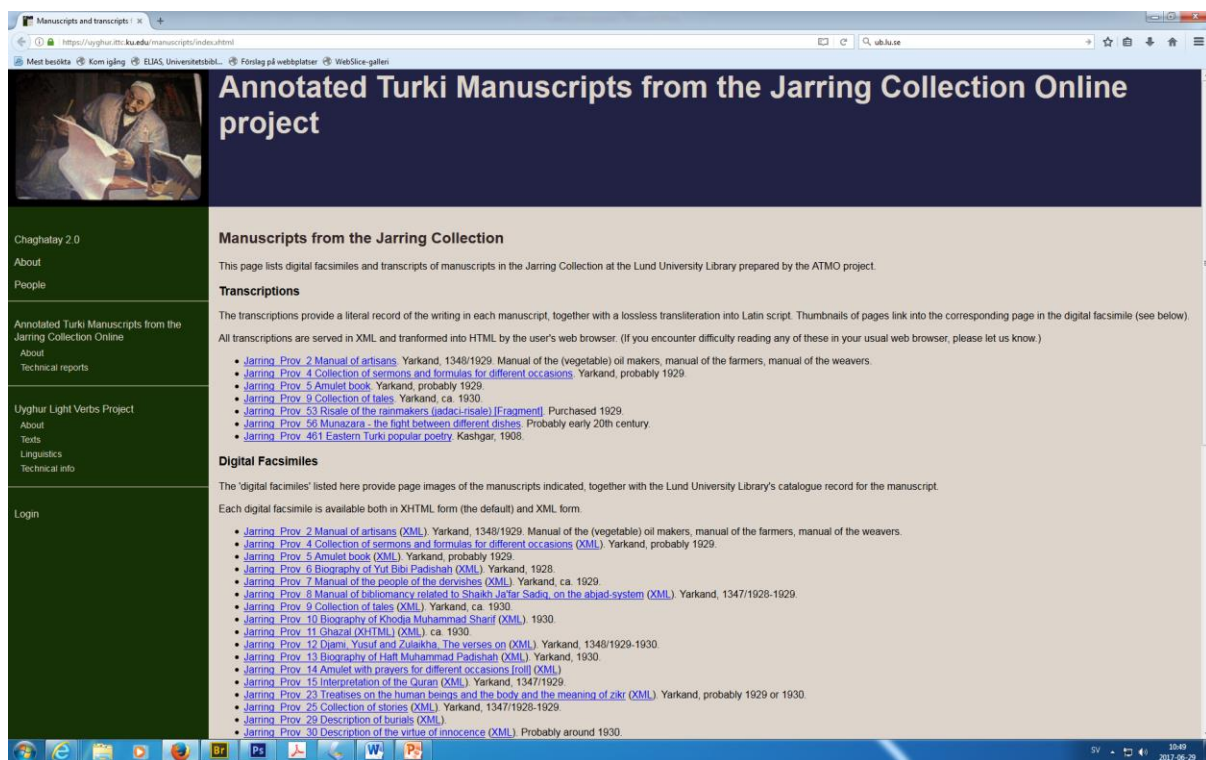 Manuscripts and transcripts
https://uyghur.ittc.ku.edu/manuscripts/index.xhtml
ub.lu.se
Mest besökta Kom igång ELIAS, Universitetsbibl... Förslag på webbplatser WebSlice-galleri
Annotated Turki Manuscripts from the Jarring Collection Online
project
Chaghatay 2.0
About
People
Annotated Turki Manuscripts from the
Jarring Collection Online
About
Technical reports
Uyghur Light Verbs Project
About
Texts
Linguistics
Technical info
Login
Manuscripts from the Jarring Collection
This page lists digital facsimiles and transcripts of manuscripts in the Jarring Collection at the Lund University Library prepared by the ATMO project.
Transcriptions
The transcriptions provide a literal record of the writing in each manuscript, together with a lossless transliteration into Latin script. Thumbnails of pages link into the corresponding page in the digital facsimile (see below).
All transcriptions are served in XML and tranformed into HTML by the user's web browser. (If you encounter difficulty reading any of these in your usual web browser, please let us know.)
• Jarring Prov. 2 Manual of artisans. Yarkand, 1348/1929. Manual of the (vegetable) oil makers, manual of the farmers, manual of the weavers.
• Jarring Prov. 4 Collection of sermons and formulas for different occasions. Yarkand, probably 1929.
• Jarring Prov. 5 Amulet book. Yarkand, probably 1929.
• Jarring Prov. 9 Collection of tales. Yarkand, ca. 1930.
• Jarring Prov. 53 Risale of the rainmakers (jadaci-risale) [Fragment]. Purchased 1929.
• Jarring Prov. 56 Munazara - the fight between different dishes. Probably early 20th century.
• Jarring Prov. 461 Eastern Turki popular poetry. Kashgar, 1908.
Digital Facsimiles
The 'digital facimiles' listed here provide page images of the manuscripts indicated, together with the Lund University Library's catalogue record for the manuscript.
Each digital facsimile is available both in XHTML form (the default) and XML form.
• Jarring Prov. 2 Manual of artisans (XML). Yarkand, 1348/1929. Manual of the (vegetable) oil makers, manual of the farmers, manual of the weavers.
• Jarring Prov. 4 Collection of sermons and formulas for different occasions (XML). Yarkand, probably 1929.
• Jarring Prov. 5 Amulet book (XML). Yarkand, probably 1929.
• Jarring Prov. 6 Biography of Yut Bibi Padishah (XML). Yarkand, 1928.
• Jarring Prov. 7 Manual of the people of the dervishes (XML). Yarkand, ca. 1929.
• Jarring Prov. 8 Manual of bibliomancy related to Shaikh Ja'far Sadiq, on the abjad-system (XML). Yarkand, 1347/1928-1929.
• Jarring Prov. 9 Collection of tales (XML). Yarkand, ca. 1930.
• Jarring Prov. 10 Biography of Khodja Muhammad Sharif (XML). 1930.
• Jarring Prov. 11 Ghazal (XHTML) (XML). ca. 1930.
• Jarring Prov. 12 Djami, Yusuf and Zulaikha, The verses on (XML). Yarkand, 1348/1929-1930.
• Jarring Prov. 13 Biography of Haft Muhammad Padishah (XML). Yarkand, 1930.
• Jarring Prov. 14 Amulet with prayers for different occasions [roll] (XML)
• Jarring Prov. 15 Interpretation of the Quran (XML). Yarkand, 1347/1929.
• Jarring Prov. 23 Treatises on the human beings and the body and the meaning of zikr (XML). Yarkand, probably 1929 or 1930.
• Jarring Prov. 25 Collection of stories (XML). Yarkand, 1347/1928-1929.
• Jarring Prov. 29 Description of burials (XML).
• Jarring Prov. 30 Description of the virtue of innocence (XML). Probably around 1930.
Br Ps W P
SV 10:49
2017-06-29